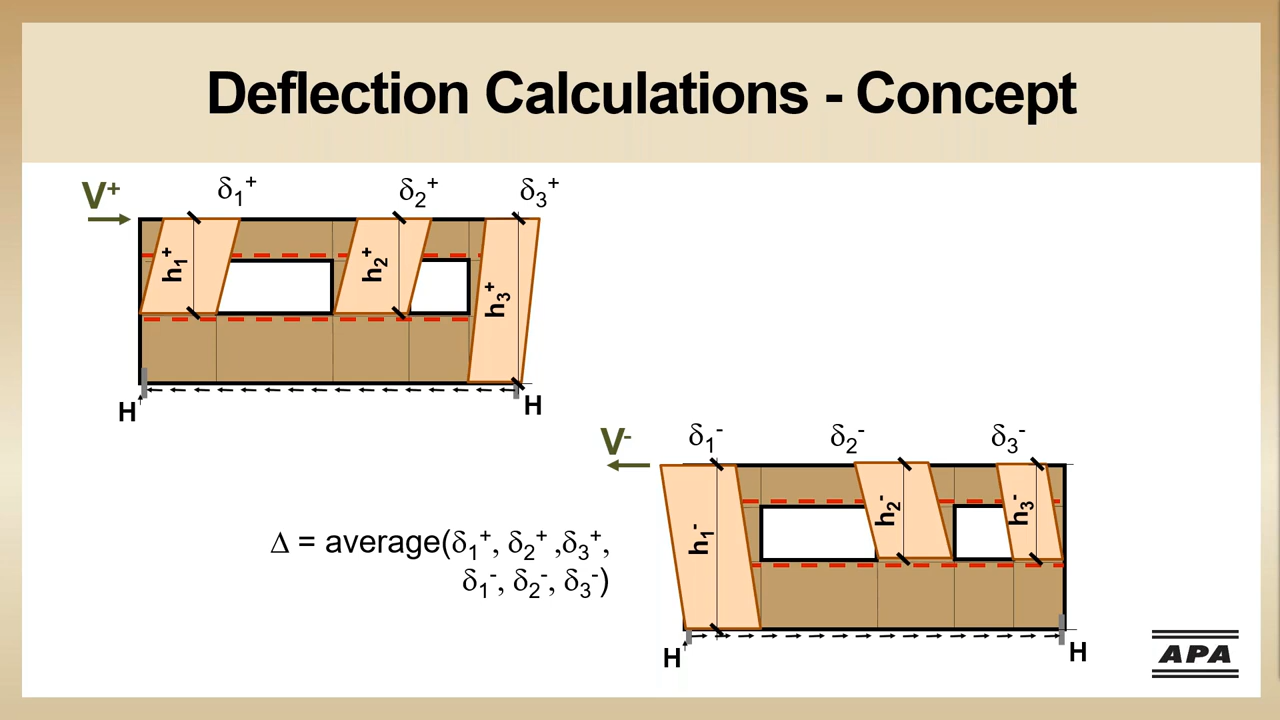 Deflection Calculations - Concept
V⁺
δ₁⁺
δ₂⁺
δ₃⁺
h₁⁺
h₂⁺
h₃⁺
H
H
V⁻
δ₁⁻
δ₂⁻
δ₃⁻
h₁⁻
h₂⁻
h₃⁻
Δ = average(δ₁⁺, δ₂⁺ ,δ₃⁺,
δ₁⁻, δ₂⁻, δ₃⁻)
H
H
APA